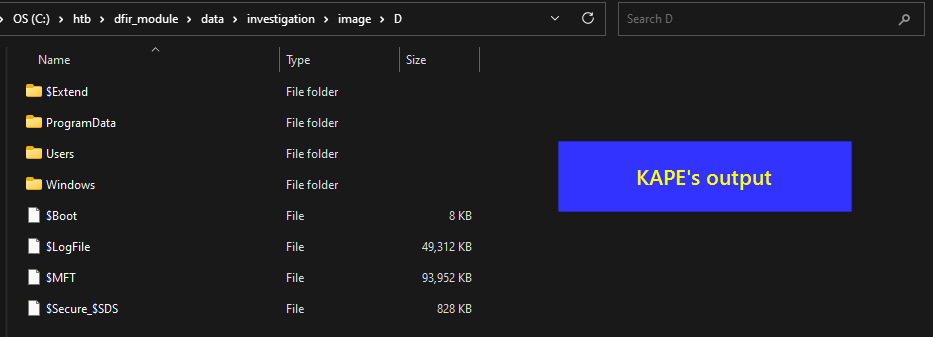 OS (C:) > htb > dfir_module > data > investigation > image > D
Search D
Name Type Size
$Extend File folder
ProgramData File folder
Users File folder
Windows File folder
$Boot File 8 KB
$LogFile File 49,312 KB
$MFT File 93,952 KB
$Secure_$SDS File 828 KB
KAPE's output